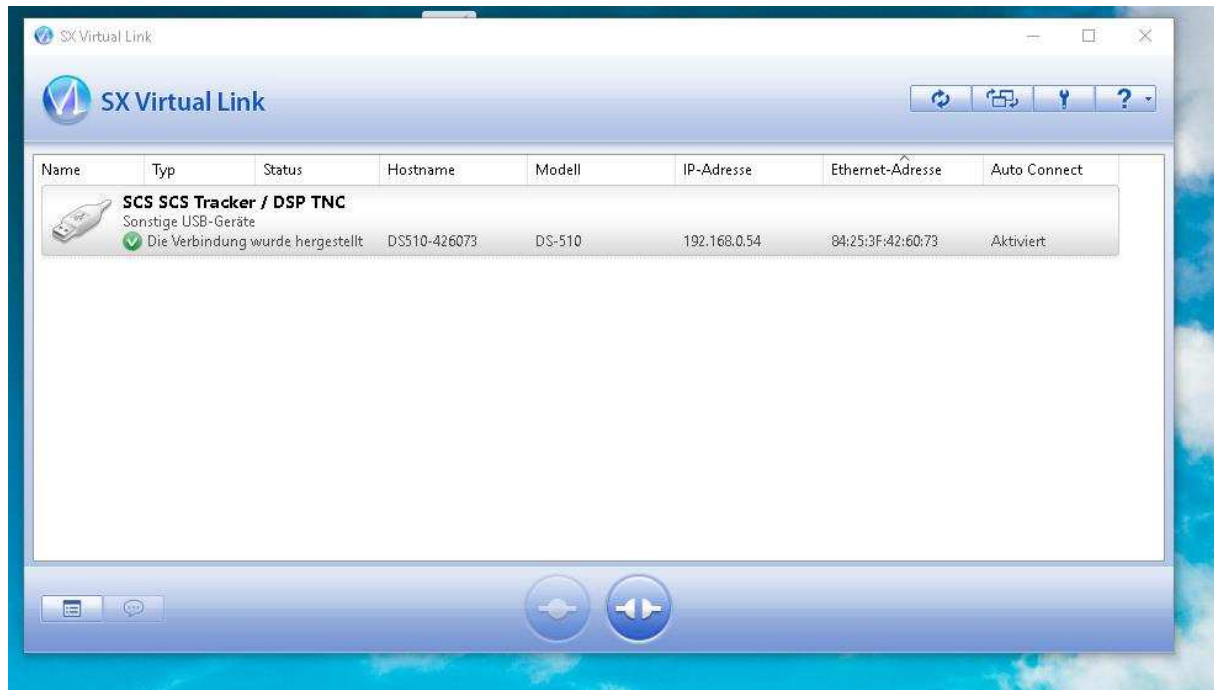 SX Virtual Link
SX Virtual Link
?
Name Typ Status Hostname Modell IP-Adresse Ethernet-Adresse Auto Connect
SCS SCS Tracker / DSP TNC
Sonstige USB-Geräte
Die Verbindung wurde hergestellt DS510-426073 DS-510 192.168.0.54 84:25:3F:42:60:73 Aktiviert